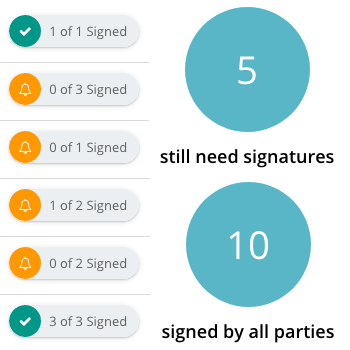 1 of 1 Signed
0 of 3 Signed
0 of 1 Signed
1 of 2 Signed
0 of 2 Signed
3 of 3 Signed
5
still need signatures
10
signed by all parties